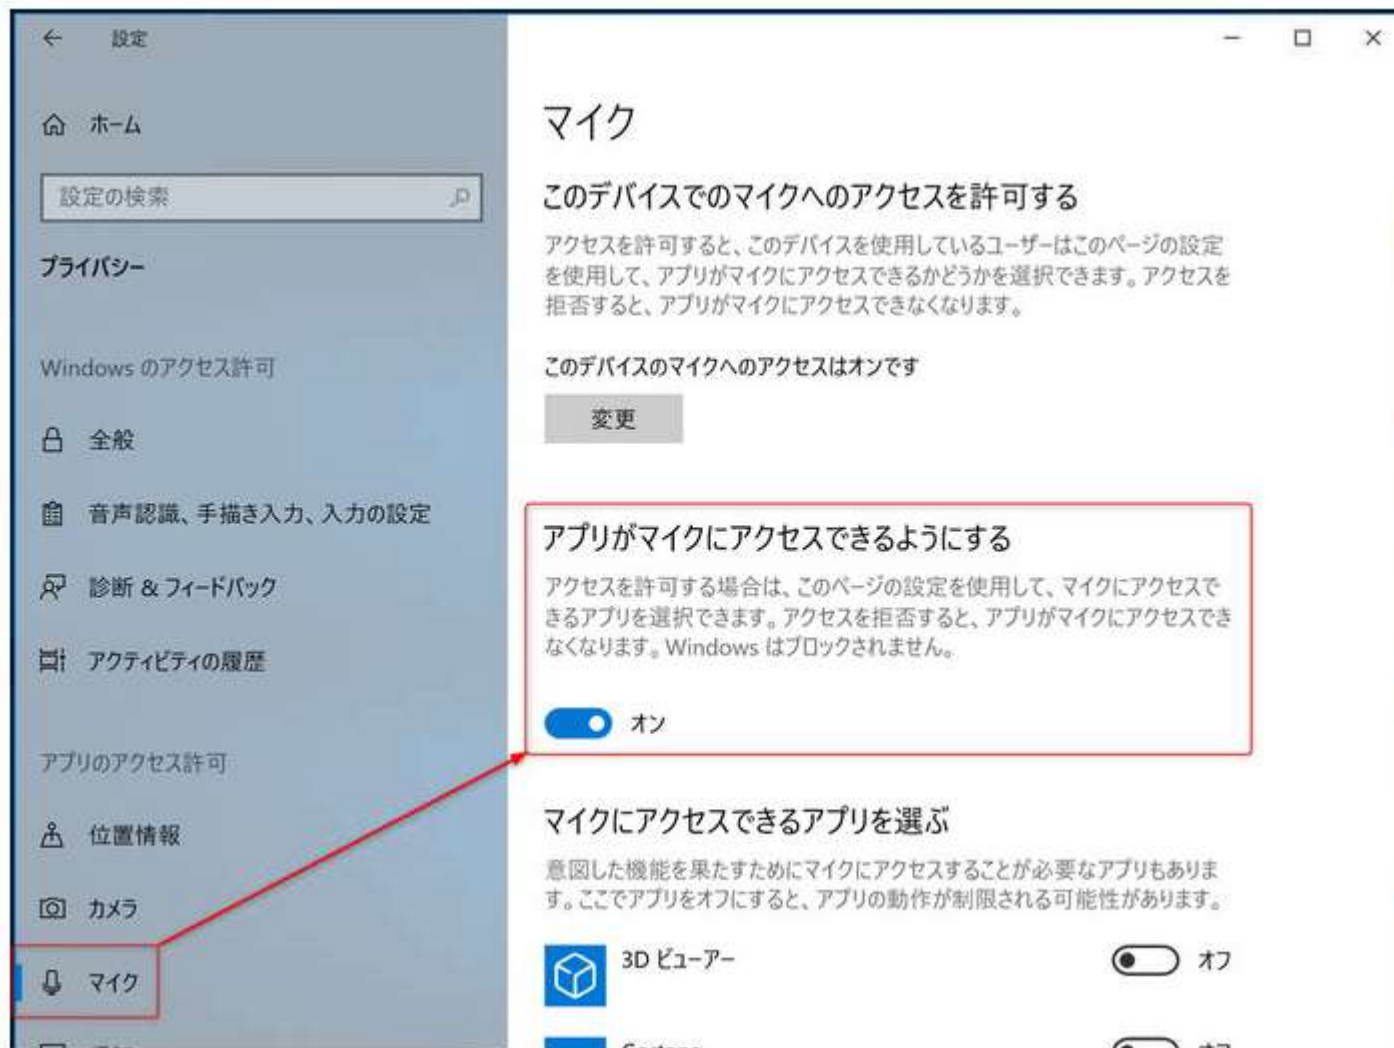 設定
ホーム
設定の検索
プライバシー
Windows のアクセス許可
全般
音声認識、手描き入力、入力の設定
診断 & フィードバック
アクティビティの履歴
アプリのアクセス許可
位置情報
カメラ
マイク
マイク
このデバイスでのマイクへのアクセスを許可する
アクセスを許可すると、このデバイスを使用しているユーザーはこのページの設定
を使用して、アプリがマイクにアクセスできるかどうかを選択できます。アクセスを
拒否すると、アプリがマイクにアクセスできなくなります。
このデバイスのマイクへのアクセスはオンです
変更
アプリがマイクにアクセスできるようにする
アクセスを許可する場合は、このページの設定を使用して、マイクにアクセスで
きるアプリを選択できます。アクセスを拒否すると、アプリがマイクにアクセスでき
なくなります。Windows はブロックされません。
オン
マイクにアクセスできるアプリを選ぶ
意図した機能を果たすためにマイクにアクセスすることが必要なアプリもありま
す。ここでアプリをオフにすると、アプリの動作が制限される可能性があります。
3D ビューアー
オフ